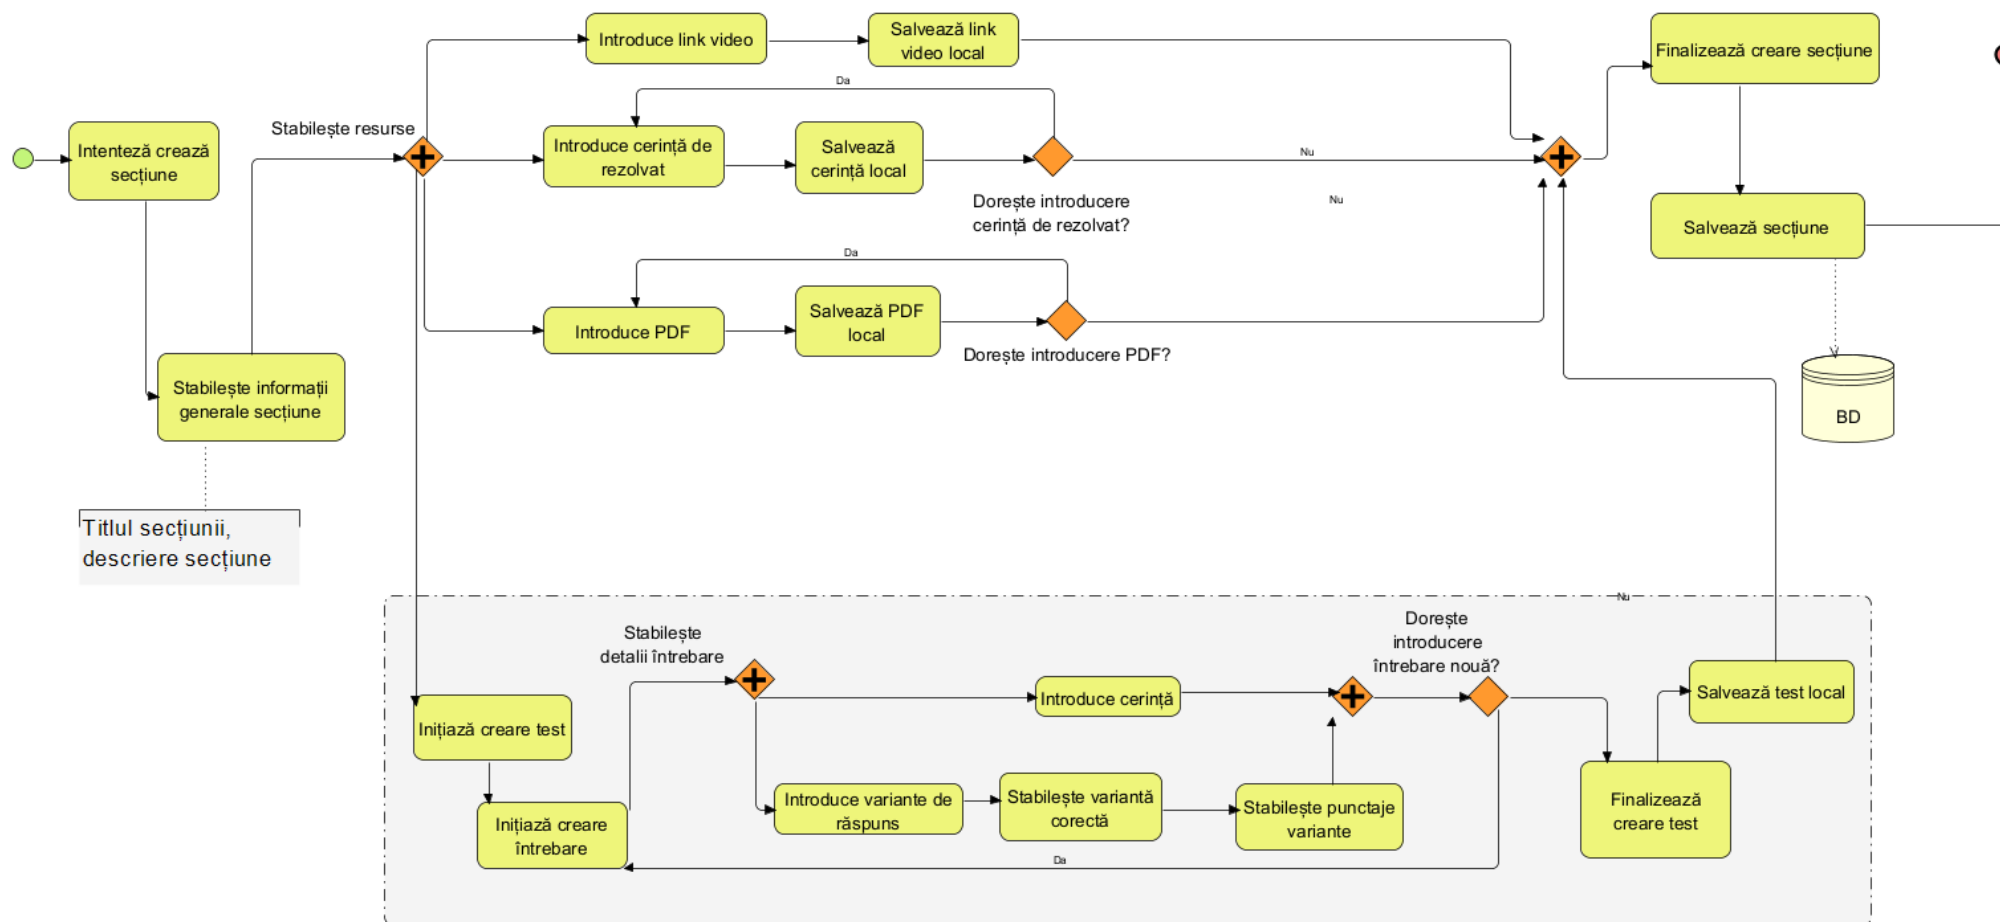 Introduce link video
Salvează link
video local
Finalizează creare secțiune
Da
Stabilește resurse
Intenteză crează
secțiune
Introduce cerință de
rezolvat
Salvează
cerință local
Nu
Dorește introducere
cerință de rezolvat?
Nu
Salvează secțiune
Da
Introduce PDF
Salvează PDF
local
Dorește introducere PDF?
Stabilește informații
generale secțiune
BD
Titlul secțiunii,
descriere secțiune
Nu
Stabilește
detalii întrebare
Dorește
introducere
întrebare nouă?
Introduce cerință
Salvează test local
Inițiază creare test
Introduce variante de
răspuns
Stabilește variantă
corectă
Stabilește punctaje
variante
Finalizează
creare test
Inițiază creare
întrebare
Da